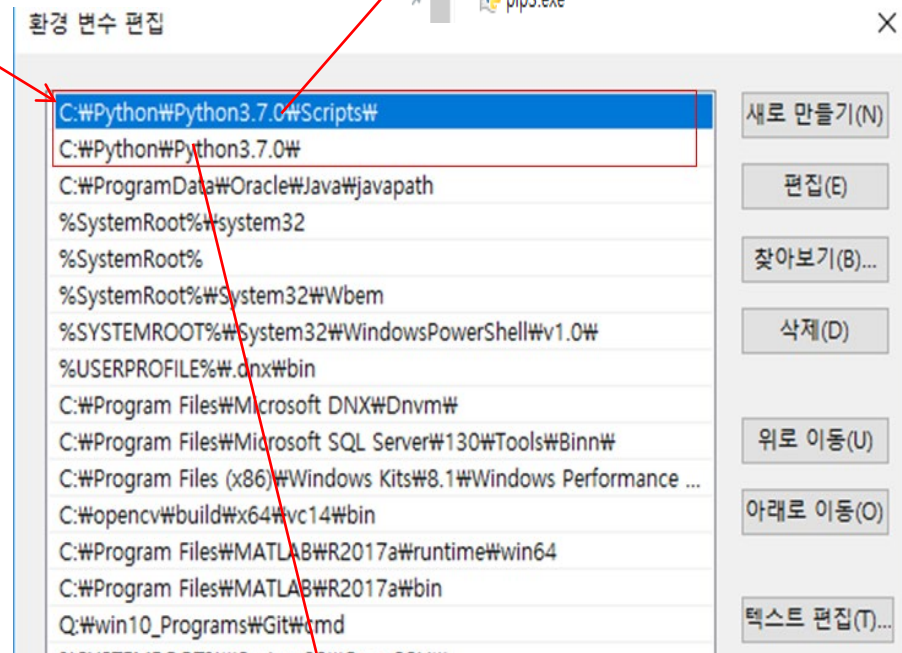 pip3.exe
환경 변수 편집
C:₩Python₩Python3.7.0₩Scripts₩
새로 만들기(N)
C:₩Python₩Python3.7.0₩
C:₩ProgramData₩Oracle₩Java₩javapath
편집(E)
%SystemRoot%₩system32
%SystemRoot%
찾아보기(B)...
%SystemRoot%₩System32₩Wbem
%SYSTEMROOT%₩System32₩WindowsPowerShell₩v1.0₩
삭제(D)
%USERPROFILE%₩.dnx₩bin
C:₩Program Files₩Microsoft DNX₩Dnvm₩
C:₩Program Files₩Microsoft SQL Server₩130₩Tools₩Binn₩
위로 이동(U)
C:₩Program Files (x86)₩Windows Kits₩8.1₩Windows Performance ...
C:₩opencv₩build₩x64₩vc14₩bin
아래로 이동(O)
C:₩Program Files₩MATLAB₩R2017a₩runtime₩win64
C:₩Program Files₩MATLAB₩R2017a₩bin
Q:₩win10_Programs₩Git₩cmd
텍스트 편집(T)...